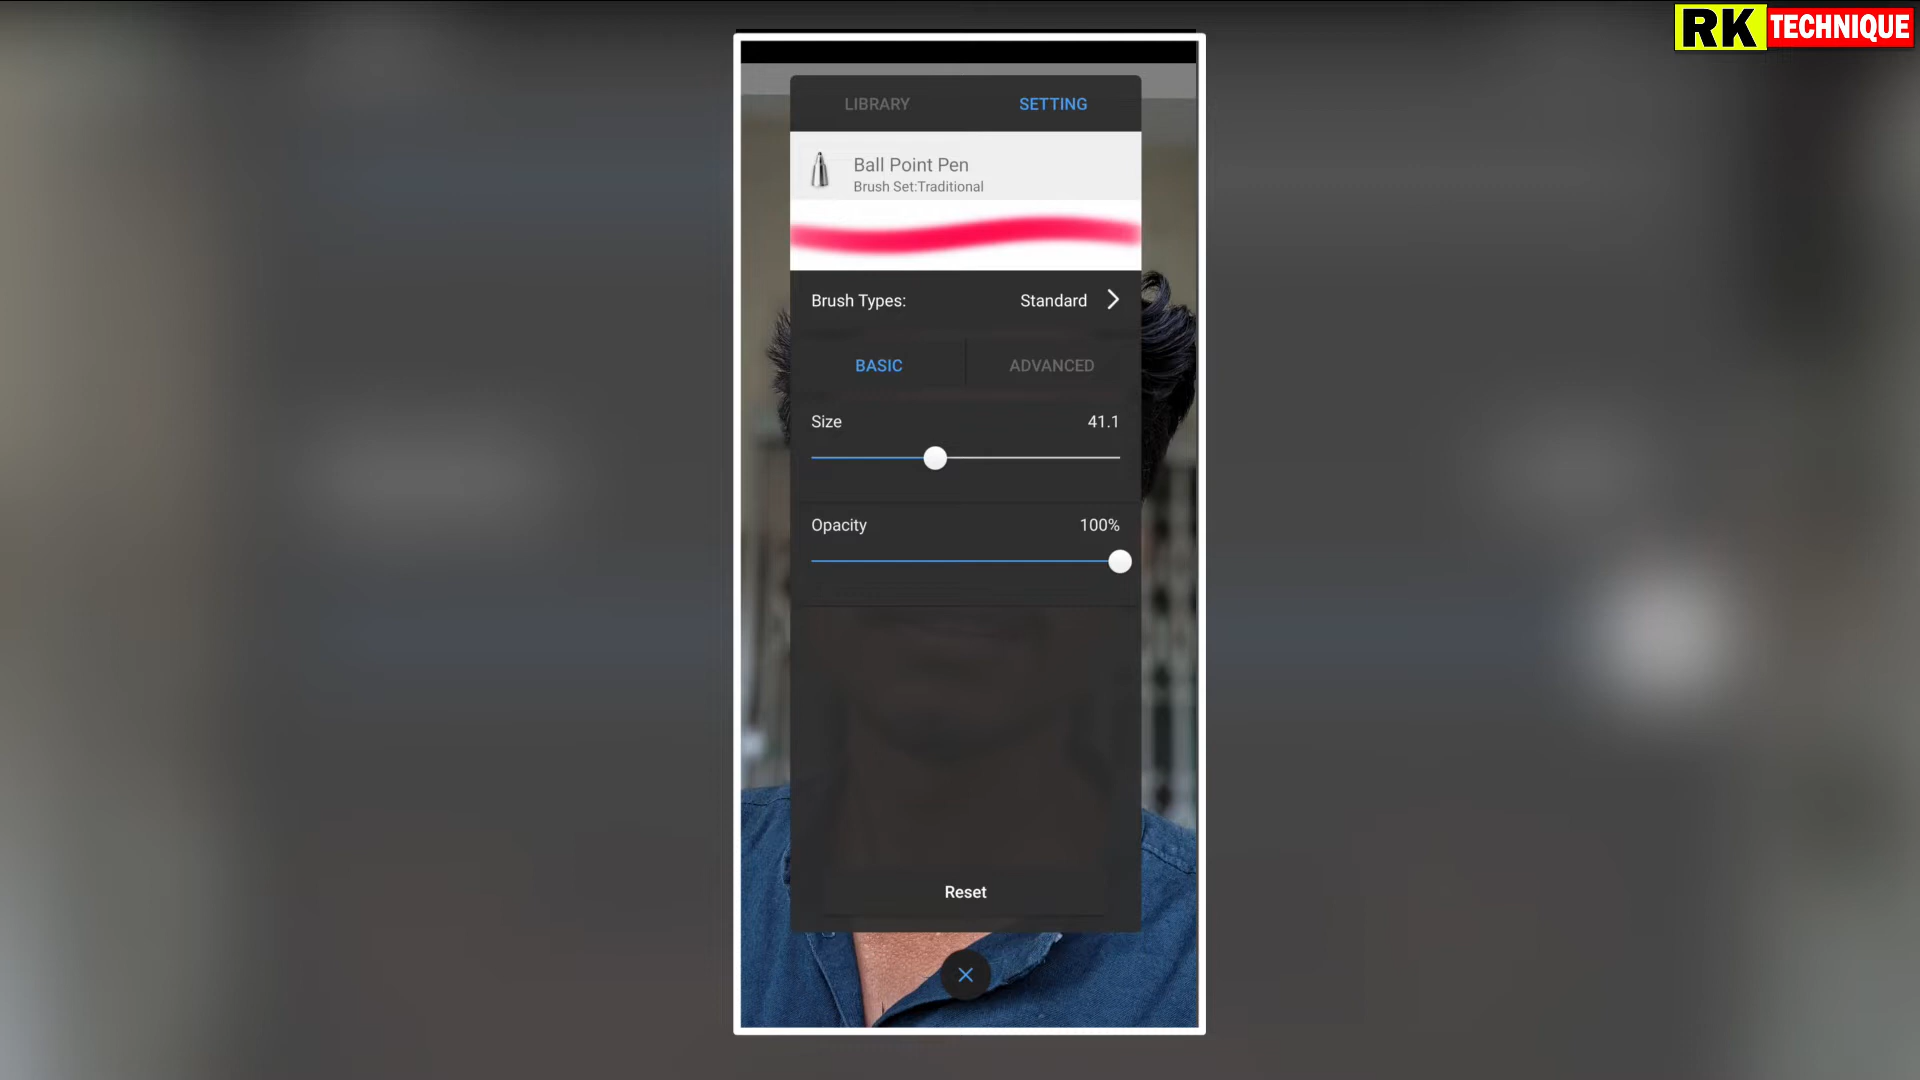 RK TECHNIQUE
LIBRARY SETTING
Ball Point Pen
Brush Set:Traditional
Brush Types: Standard
BASIC ADVANCED
Size 41.1
Opacity 100%
Reset